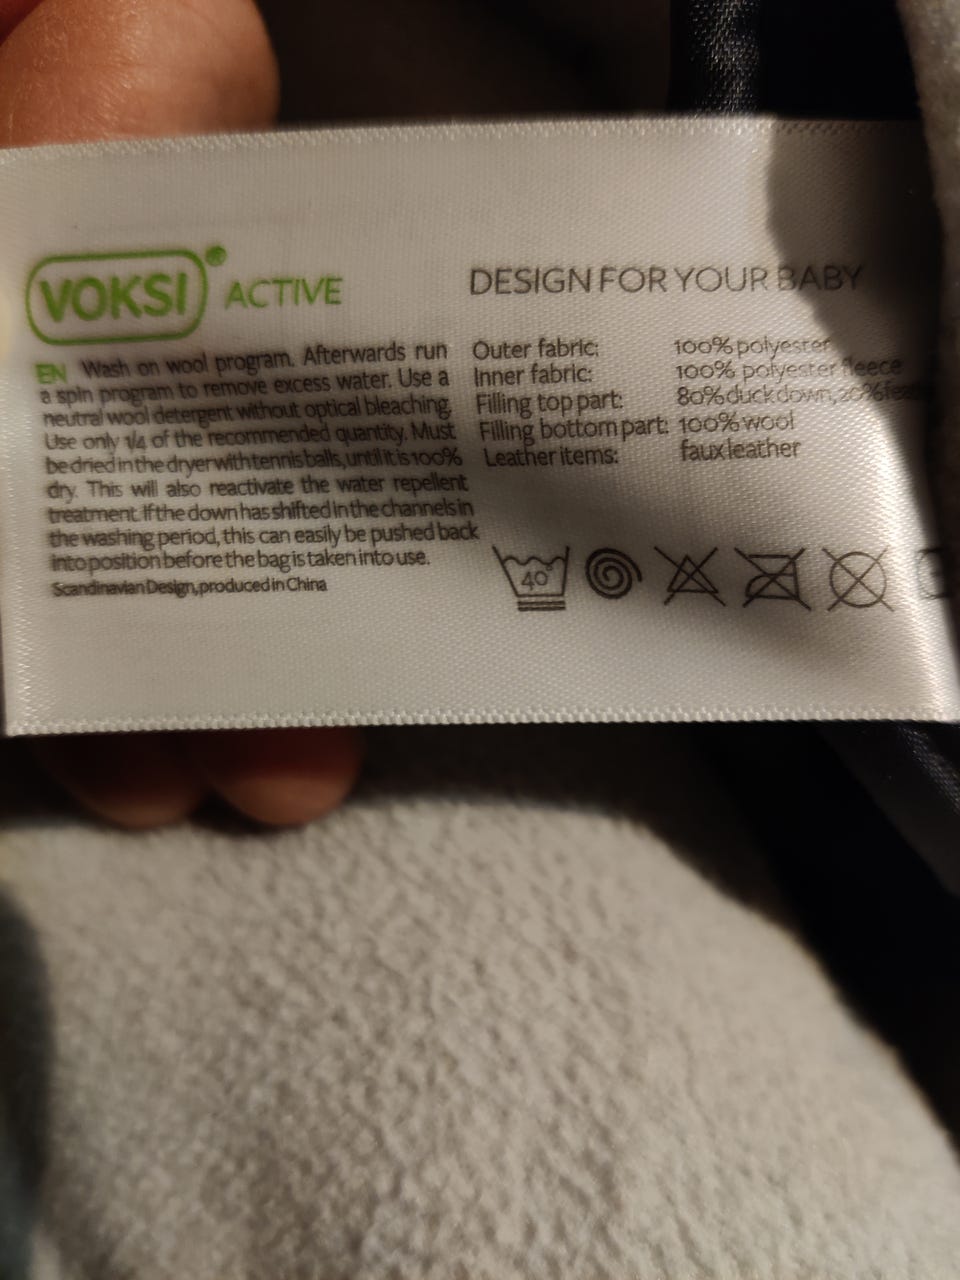 VOKSI® ACTIVE
EN Wash on wool program. Afterwards run
a spin program to remove excess water. Use a
neutral wool detergent without optical bleaching.
Use only 1/4 of the recommended quantity. Must
be dried in the dryer with tennis balls, until it is 100%
dry. This will also reactivate the water repellent
treatment. If the down has shifted in the channels in
the washing period, this can easily be pushed back
into position before the bag is taken into use.
Scandinavian Design, produced in China
DESIGN FOR YOUR BABY
Outer fabric: 100% polyester
Inner fabric: 100% polyester fleece
Filling top part: 80% duck down, 20%
Filling bottom part: 100% wool
Leather items: faux leather
40°